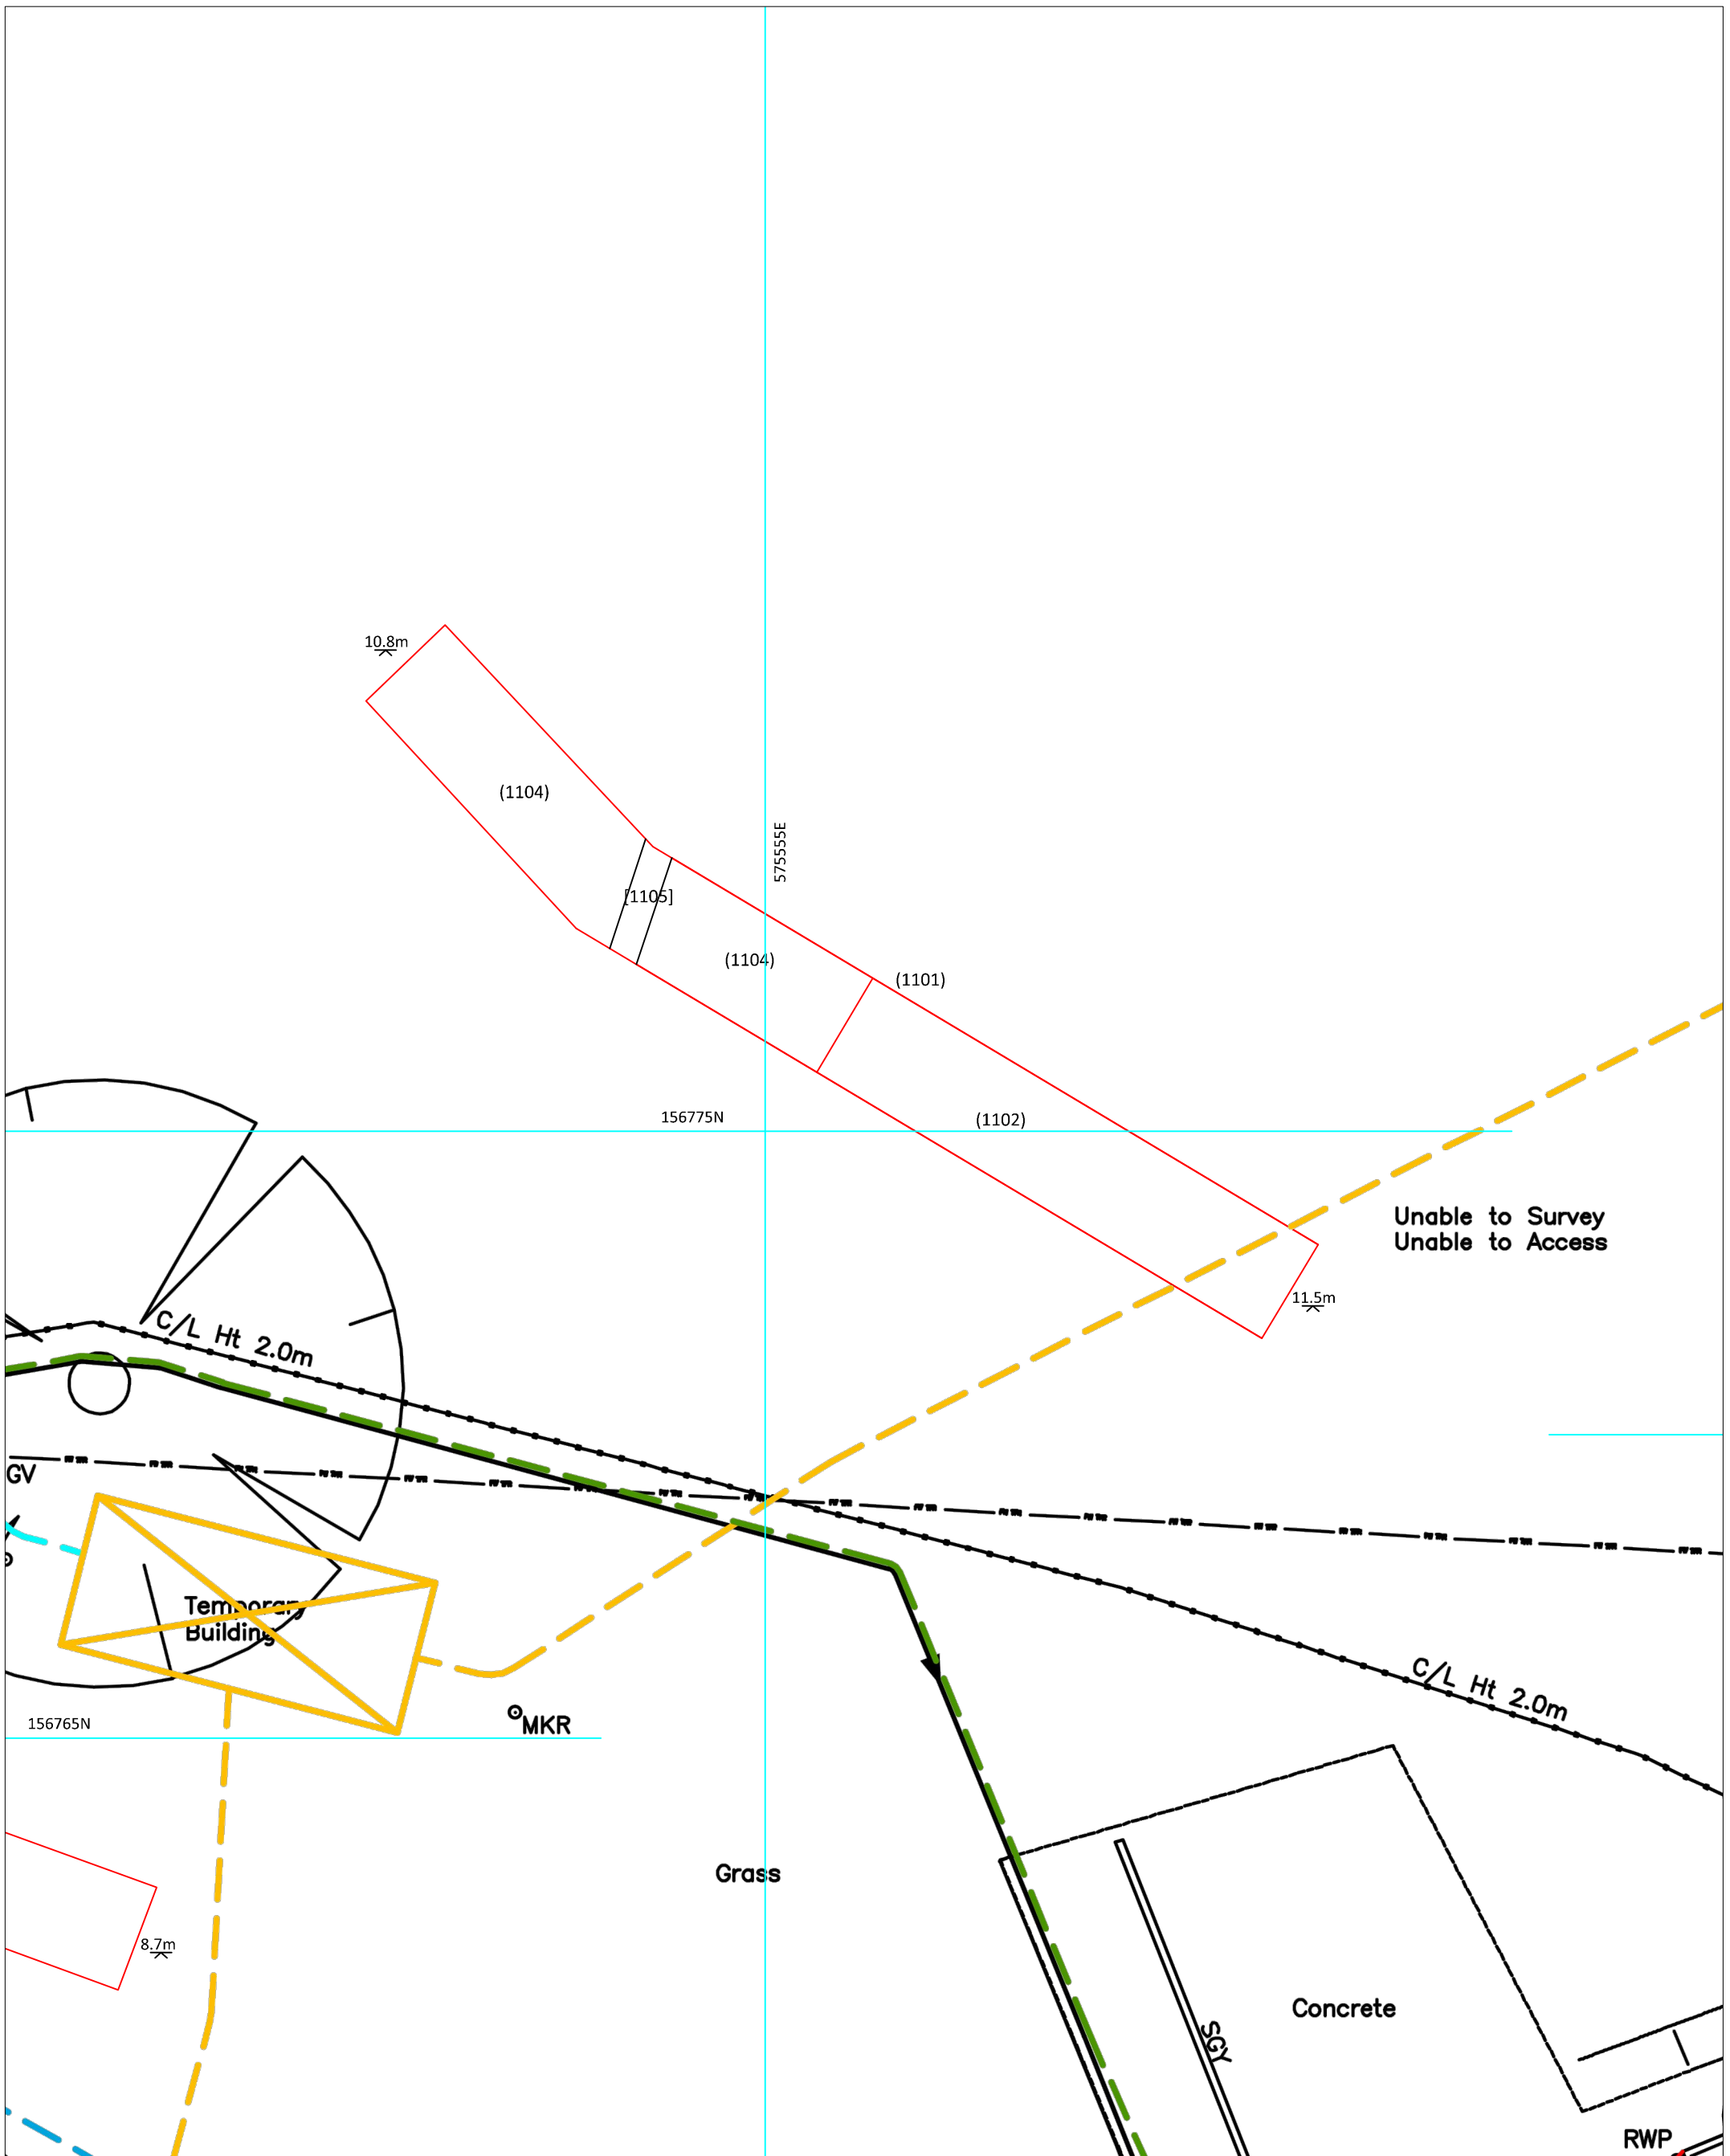 10.8m
(1104)
575555E
[1105]
(1104)
(1101)
156775N
(1102)
Unable to Survey
Unable to Access
11.5m
C/L Ht 2.0m
GV
Temporary
Building
C/L Ht 2.0m
156765N
MKR
Grass
8.7m
Concrete
SGY
RWP